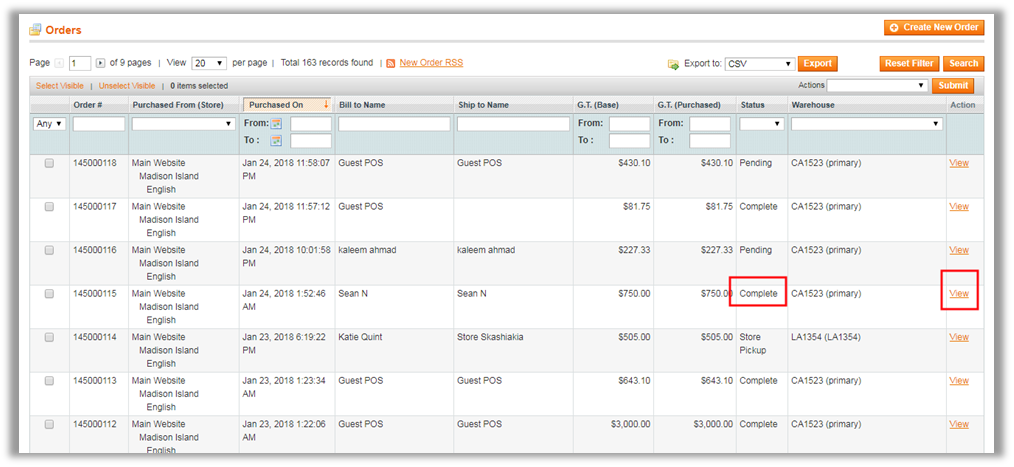 Orders
Create New Order
Page 1 of 9 pages | View 20 per page | Total 163 records found | New Order RSS
Export to: CSV Export Reset Filter Search
Select Visible | Unselect Visible | 0 items selected
Actions Submit
Order # Purchased From (Store) Purchased On Bill to Name Ship to Name G.T. (Base) G.T. (Purchased) Status Warehouse Action
Any From: From: From:
To : To : To :
145000118 Main Website Jan 24, 2018 11:58:07 Guest POS Guest POS $430.10 $430.10 Pending CA1523 (primary) View
Madison Island PM
English
145000117 Main Website Jan 24, 2018 11:57:12 Guest POS $81.75 $81.75 Complete CA1523 (primary) View
Madison Island PM
English
145000116 Main Website Jan 24, 2018 10:01:58 kaleem ahmad kaleem ahmad $227.33 $227.33 Pending CA1523 (primary) View
Madison Island PM
English
145000115 Main Website Jan 24, 2018 1:52:46 Sean N Sean N $750.00 $750.00 Complete CA1523 (primary) View
Madison Island AM
English
145000114 Main Website Jan 23, 2018 6:19:22 Katie Quint Store Skashiakia $505.00 $505.00 Store LA1354 (LA1354) View
Madison Island PM Pickup
English
145000113 Main Website Jan 23, 2018 1:23:34 Guest POS Guest POS $643.10 $643.10 Complete CA1523 (primary) View
Madison Island AM
English
145000112 Main Website Jan 23, 2018 1:22:06 Guest POS Guest POS $3,000.00 $3,000.00 Complete CA1523 (primary) View
Madison Island AM
English